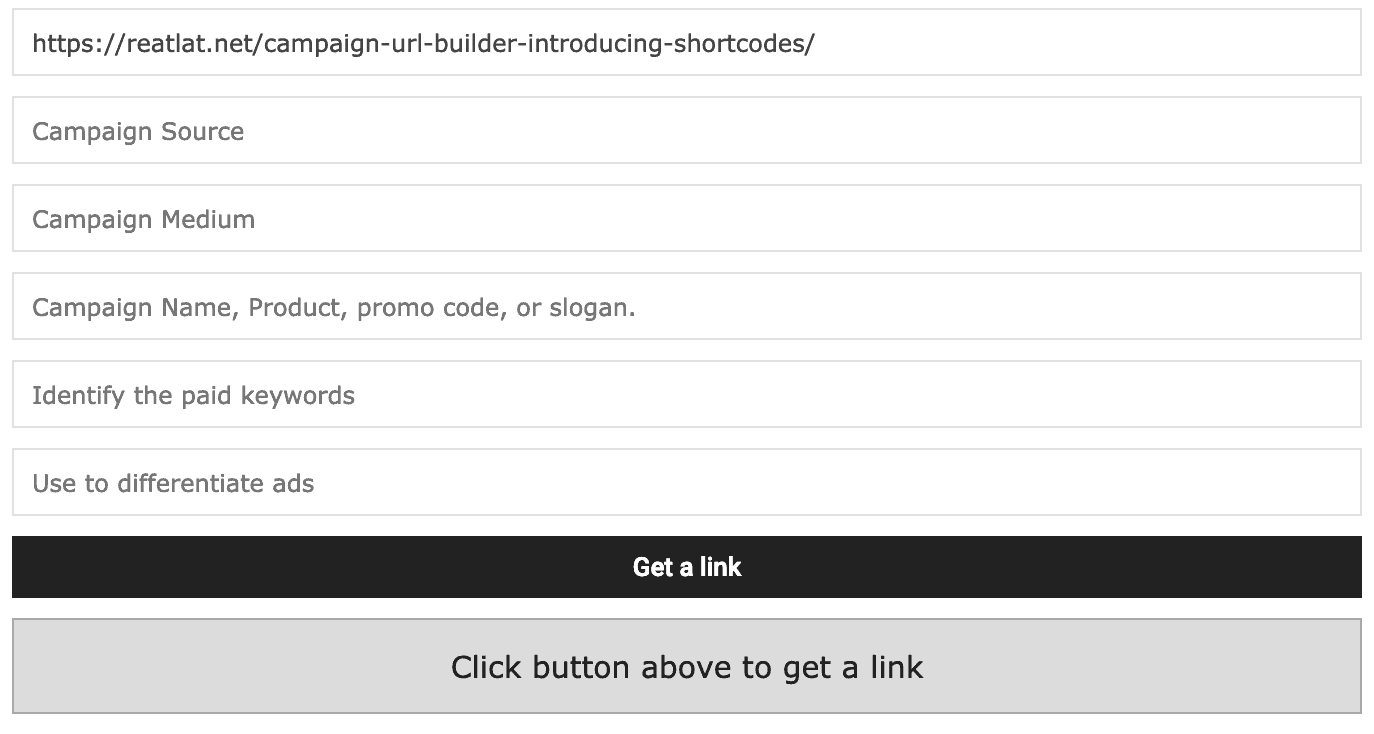 https://reatlat.net/campaign-url-builder-introducing-shortcodes/
Campaign Source
Campaign Medium
Campaign Name, Product, promo code, or slogan.
Identify the paid keywords
Use to differentiate ads
Get a link
Click button above to get a link